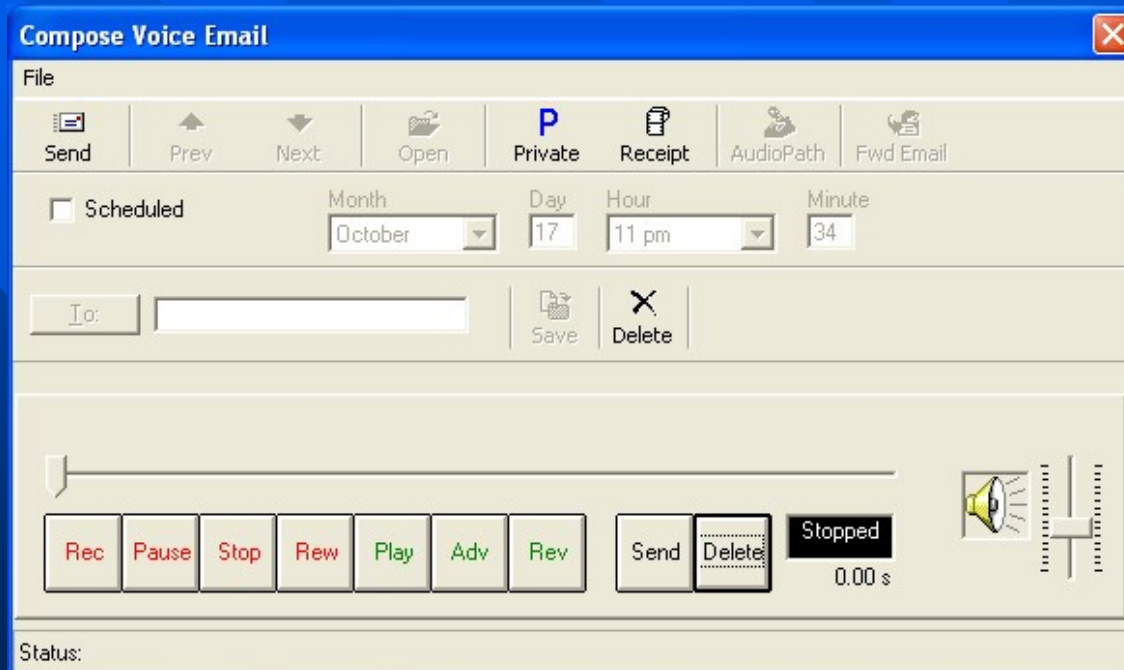 Compose Voice Email
File
Send Prev Next Open Private Receipt AudioPath Fwd Email
Scheduled
Month Day Hour Minute
October 17 11 pm 34
To:
Save Delete
Rec Pause Stop Rew Play Adv Rev Send Delete Stopped
0.00 s
Status: